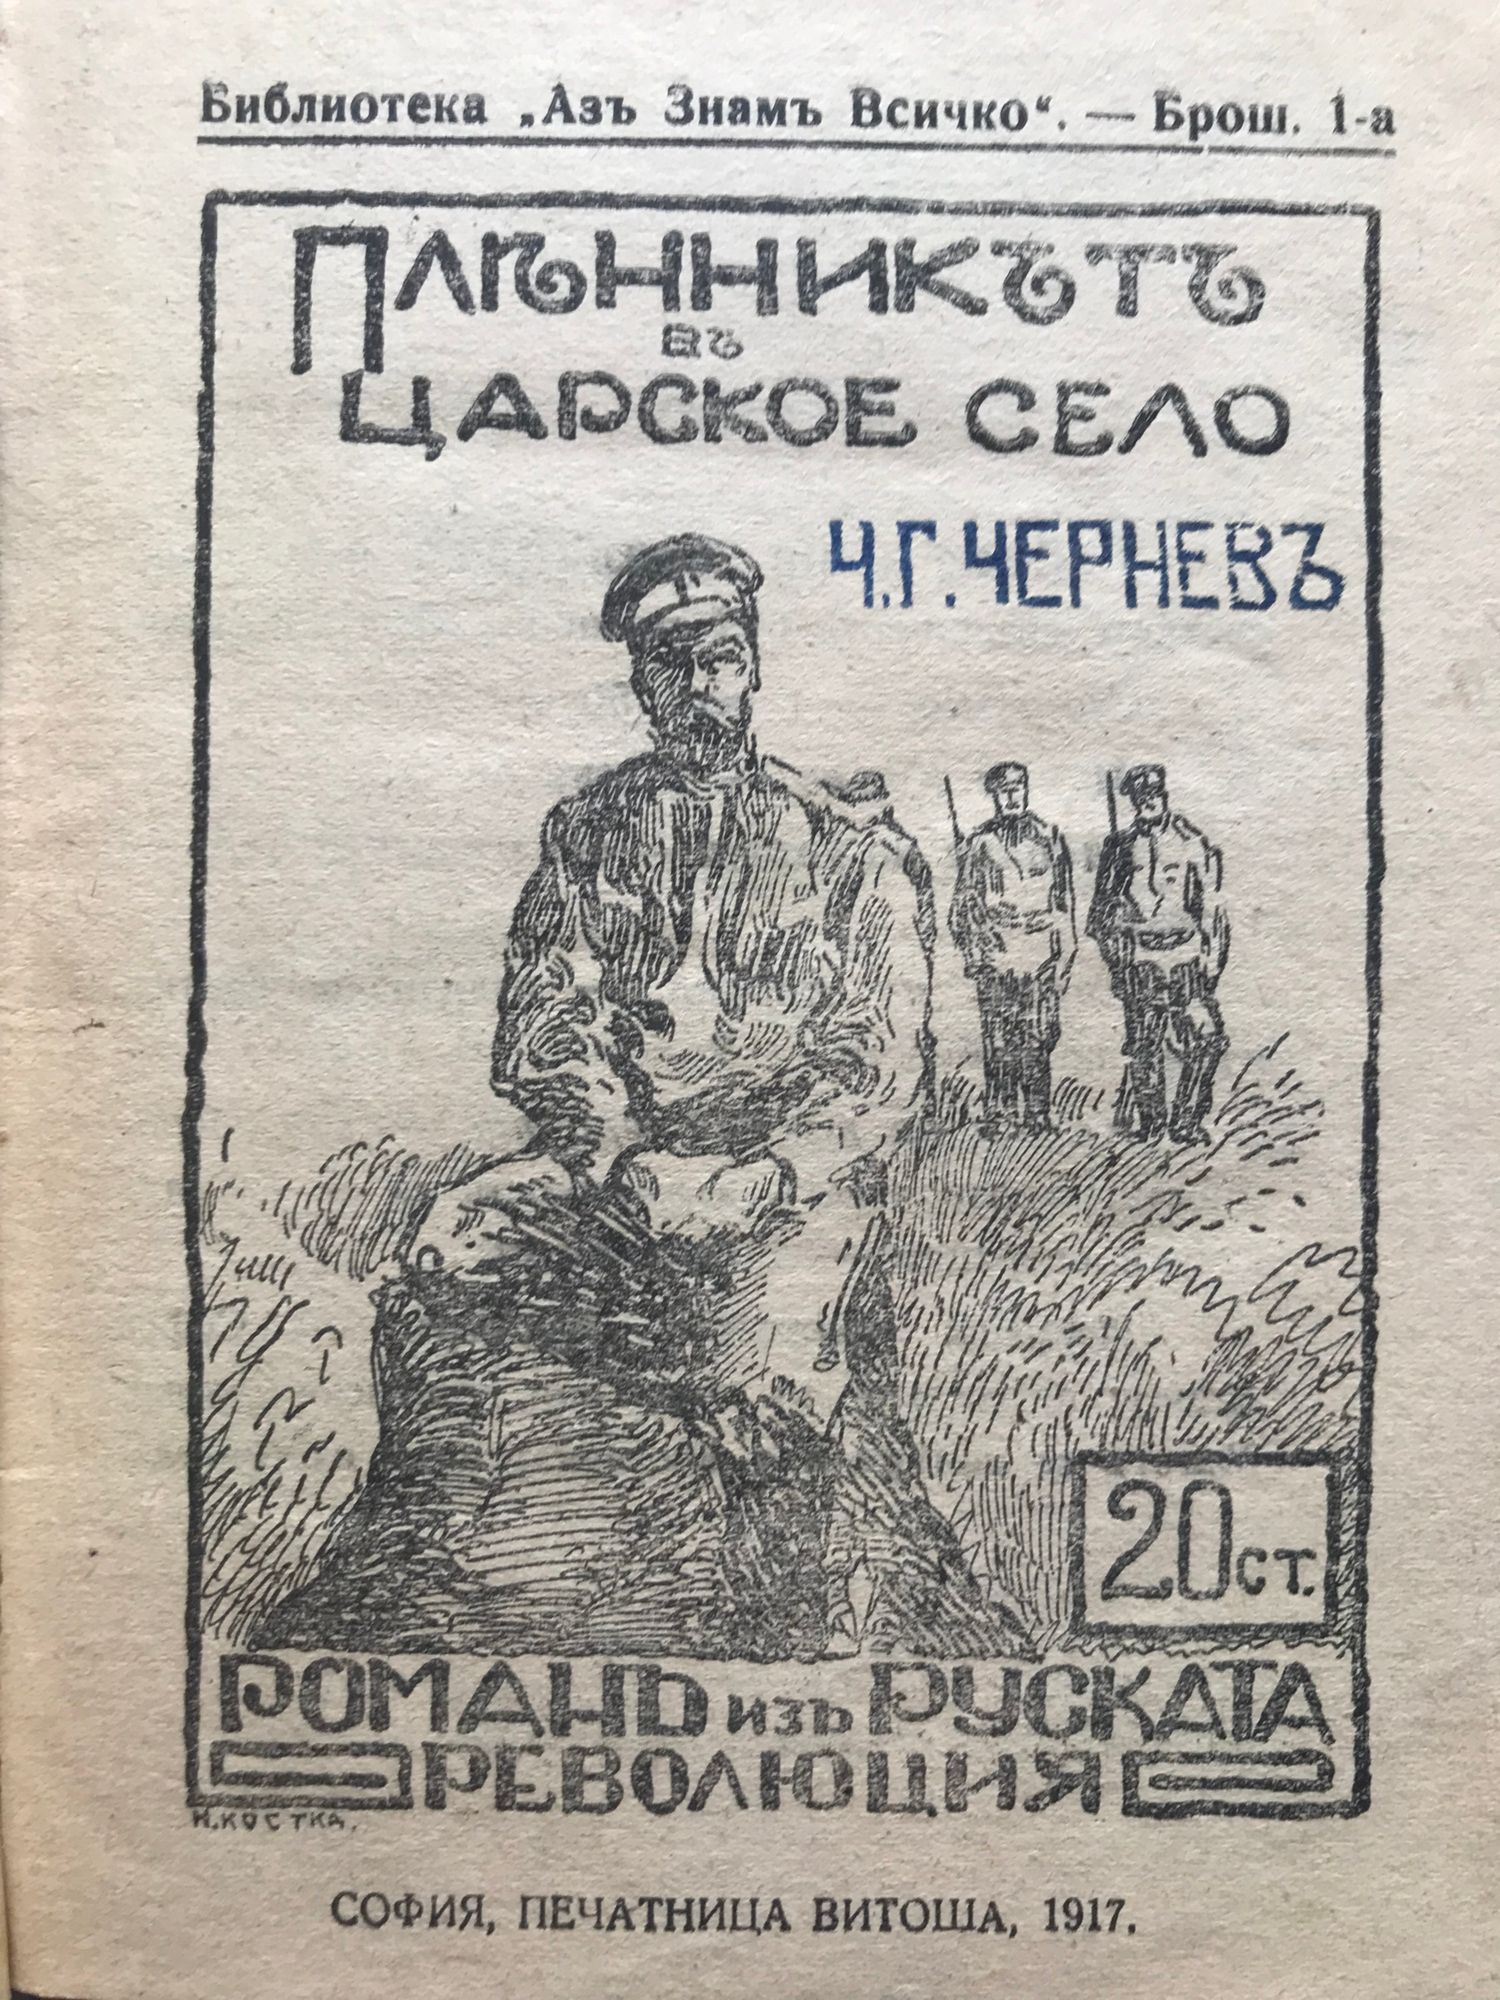 Библиотека „Азъ Знамъ Всичко“. — Брош. 1-а
ПЛѢННИКЪТЪ
ВЪ
ЦАРСКОЕ СЕЛО
Ч.Г. ЧЕРНЕВЪ
20 СТ.
РОМАНЪ ИЗЪ РУСКАТА
РЕВОЛЮЦИЯ
Н. КОСТКА.
СОФИЯ, ПЕЧАТНИЦА ВИТОША, 1917.